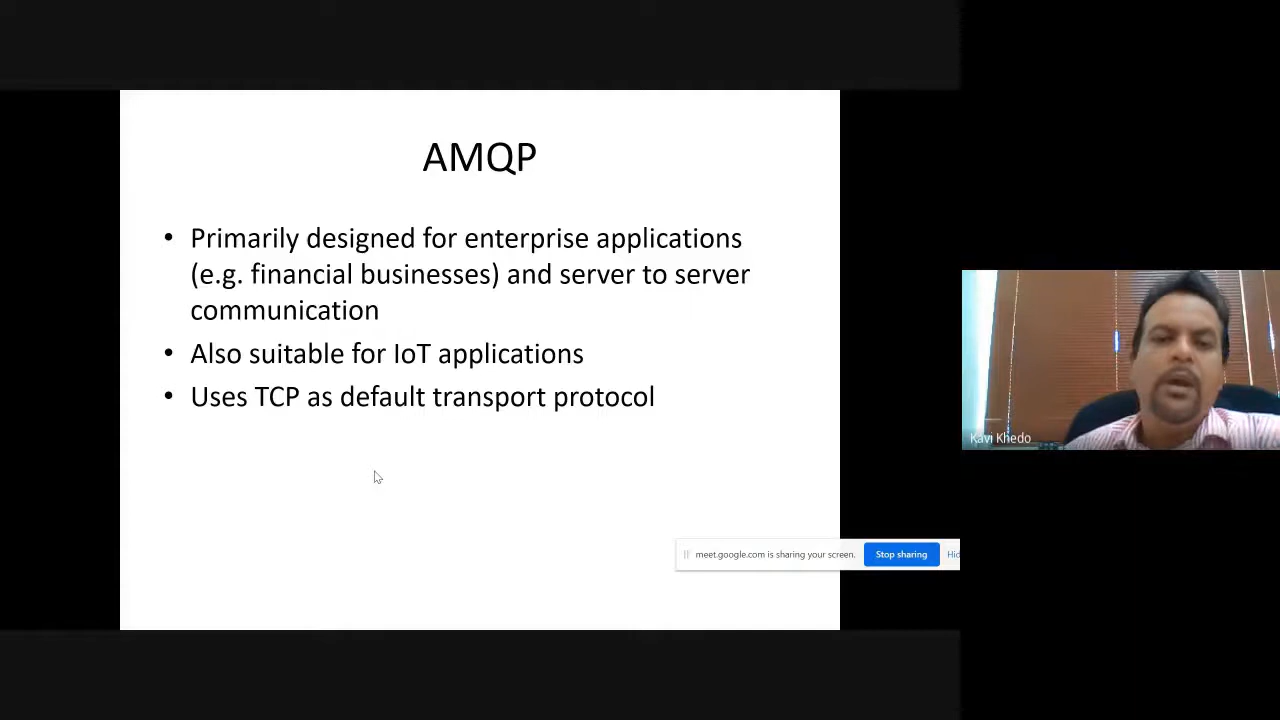 AMQP
• Primarily designed for enterprise applications
(e.g. financial businesses) and server to server
communication
• Also suitable for IoT applications
• Uses TCP as default transport protocol
Kavi Khedo
meet.google.com is sharing your screen.
Stop sharing
Hid